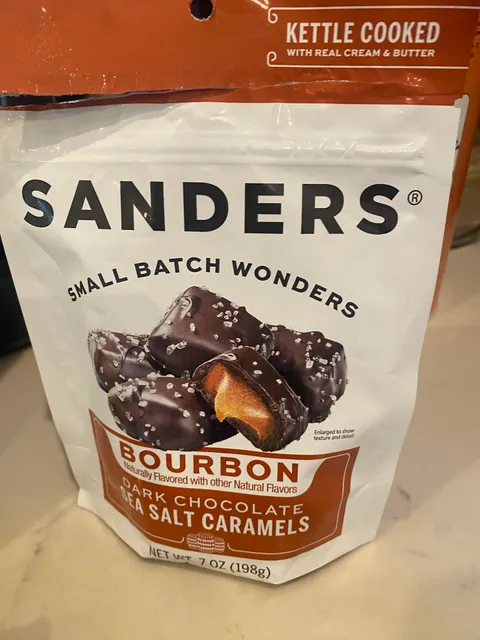 KETTLE COOKED
WITH REAL CREAM & BUTTER
SANDERS®
SMALL BATCH WONDERS
Enlarged to show
texture and detail
BOURBON
Naturally Flavored with other Natural Flavors
DARK CHOCOLATE
SEA SALT CARAMELS
NET WT. 7 OZ (198g)